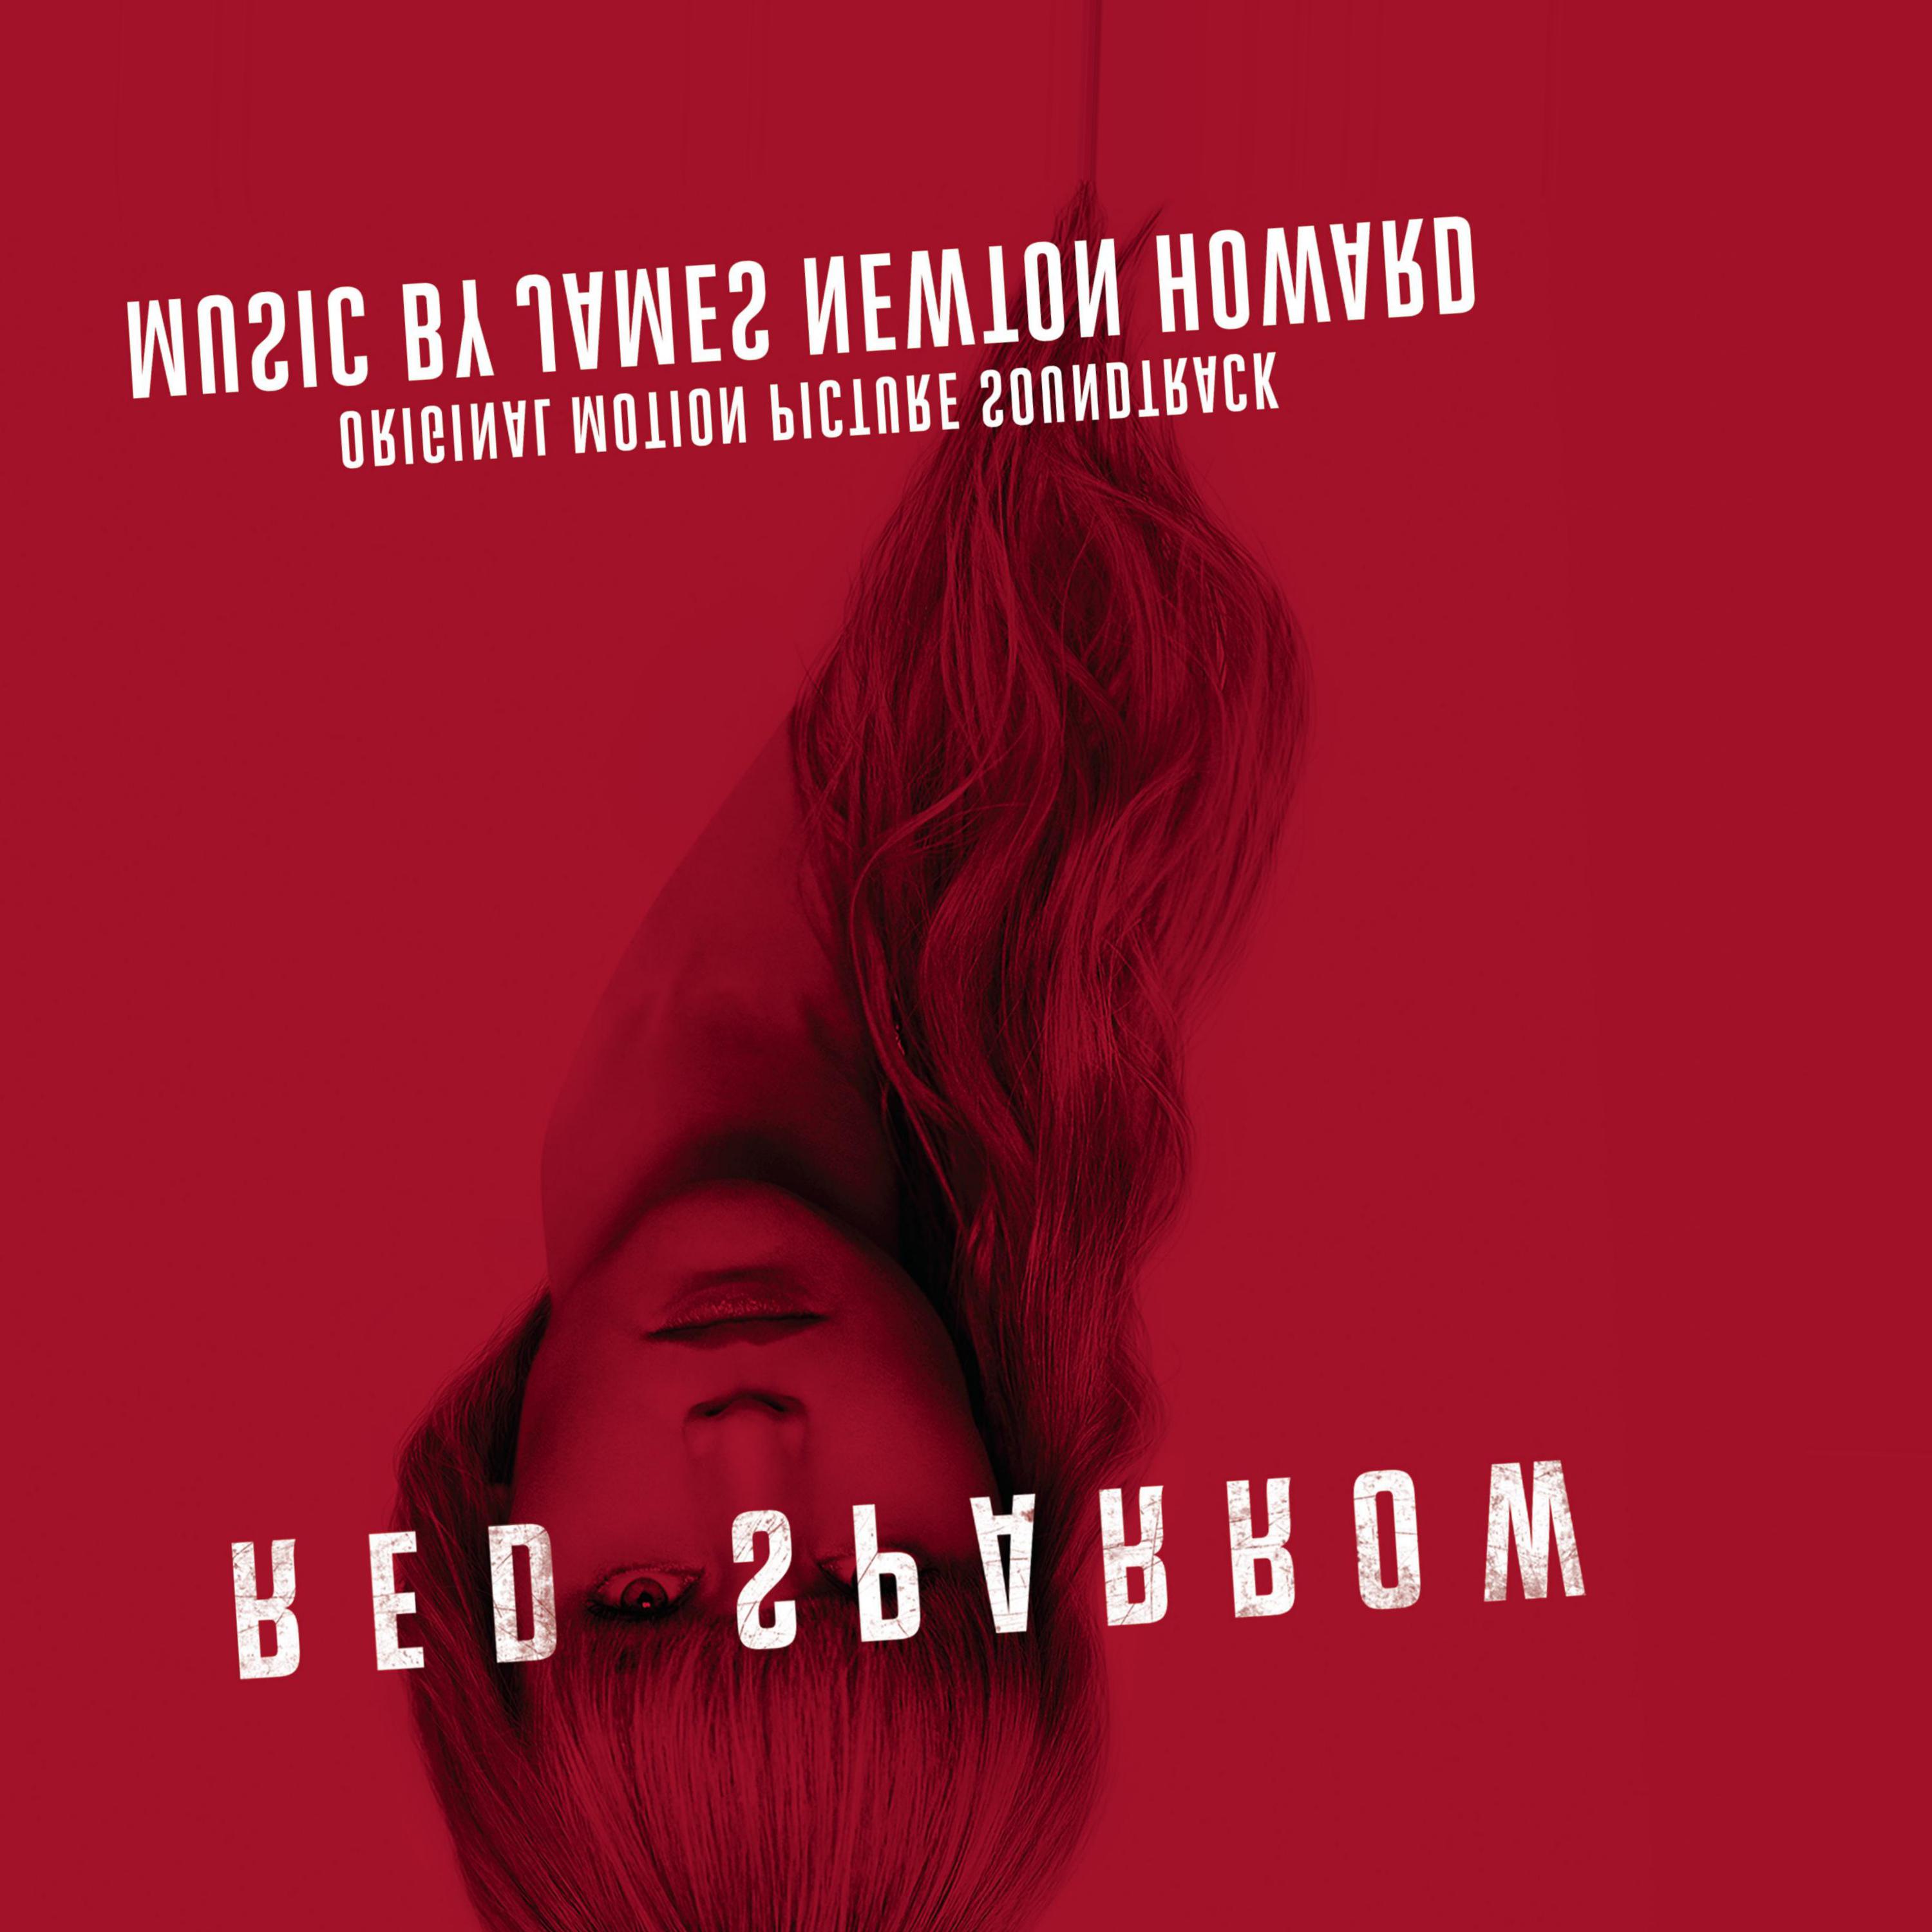 RED SPARROW
ORIGINAL MOTION PICTURE SOUNDTRACK
MUSIC BY JAMES NEWTON HOWARD